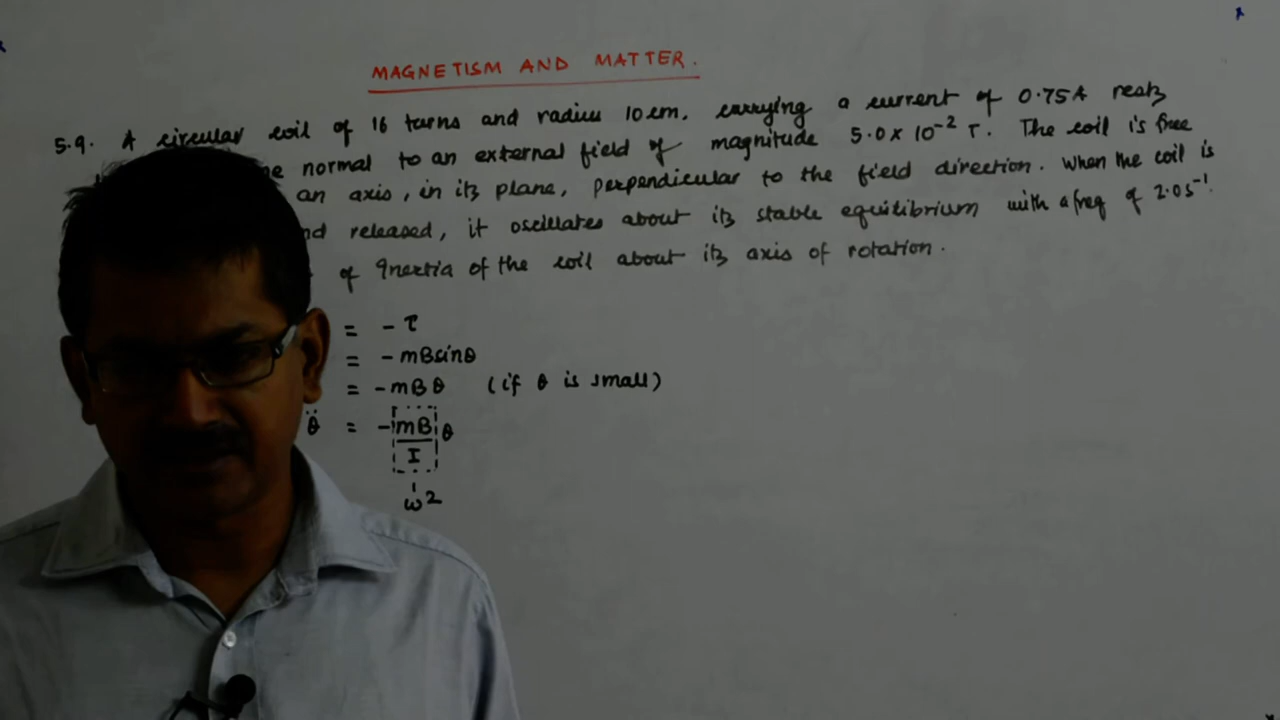 MAGNETISM AND MATTER.
5.9. A circular coil of 16 turns and radius 10 cm, carrying a current of 0.75A rests
normal to an external field of magnitude 5.0 x 10⁻² T. The coil is free
an axis, in its plane, perpendicular to the field direction. When the coil is
released, it oscillates about its stable equilibrium with a freq of 2.0 s⁻¹.
of Inertia of the coil about its axis of rotation.
= - τ
= - mBsinθ
= - mBθ (if θ is small)
θ̈ = - mB/I θ
ω²